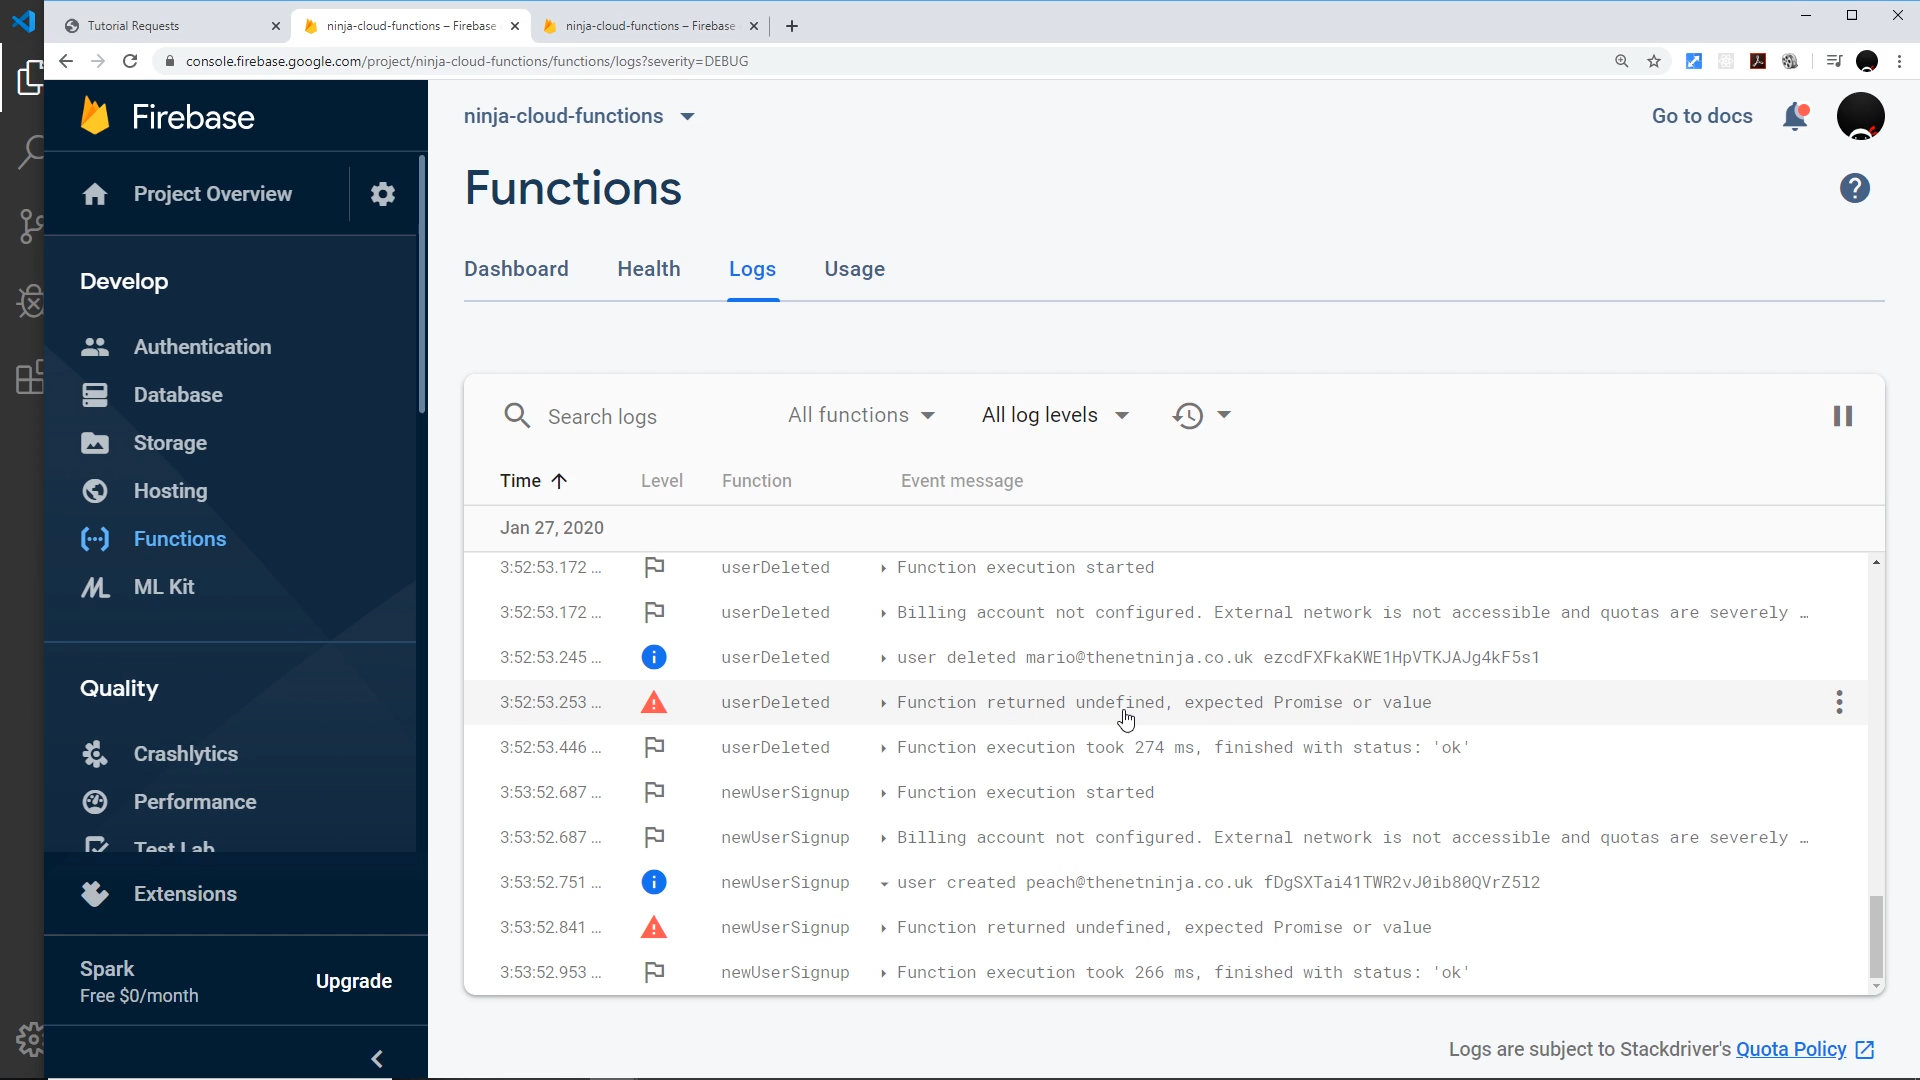 Tutorial Requests
ninja-cloud-functions – Firebase
ninja-cloud-functions – Firebase
console.firebase.google.com/project/ninja-cloud-functions/functions/logs?severity=DEBUG
Firebase
ninja-cloud-functions
Go to docs
Project Overview
Functions
Develop
Dashboard Health Logs Usage
Authentication
Database
Storage
Hosting
Functions
ML Kit
Quality
Crashlytics
Performance
Test Lab
Extensions
Spark
Free $0/month
Upgrade
Search logs All functions All log levels
Time Level Function Event message
Jan 27, 2020
3:52:53.172 ... userDeleted Function execution started
3:52:53.172 ... userDeleted Billing account not configured. External network is not accessible and quotas are severely …
3:52:53.245 ... userDeleted user deleted mario@thenetninja.co.uk ezcdFXFkaKWE1HpVTKJAJg4kF5s1
3:52:53.253 ... userDeleted Function returned undefined, expected Promise or value
3:52:53.446 ... userDeleted Function execution took 274 ms, finished with status: 'ok'
3:53:52.687 ... newUserSignup Function execution started
3:53:52.687 ... newUserSignup Billing account not configured. External network is not accessible and quotas are severely …
3:53:52.751 ... newUserSignup user created peach@thenetninja.co.uk fDgSXTai41TWR2vJ0ib80QVrZ5l2
3:53:52.841 ... newUserSignup Function returned undefined, expected Promise or value
3:53:52.953 ... newUserSignup Function execution took 266 ms, finished with status: 'ok'
Logs are subject to Stackdriver's Quota Policy